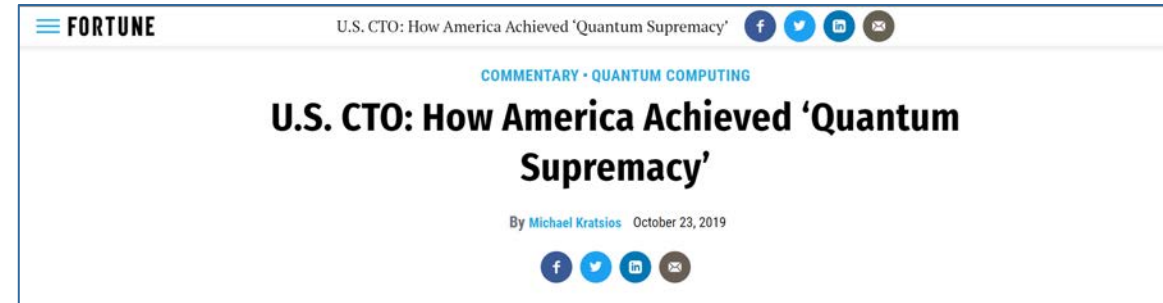 FORTUNE U.S. CTO: How America Achieved ‘Quantum Supremacy’
COMMENTARY • QUANTUM COMPUTING
U.S. CTO: How America Achieved ‘Quantum
Supremacy’
By Michael Kratsios October 23, 2019